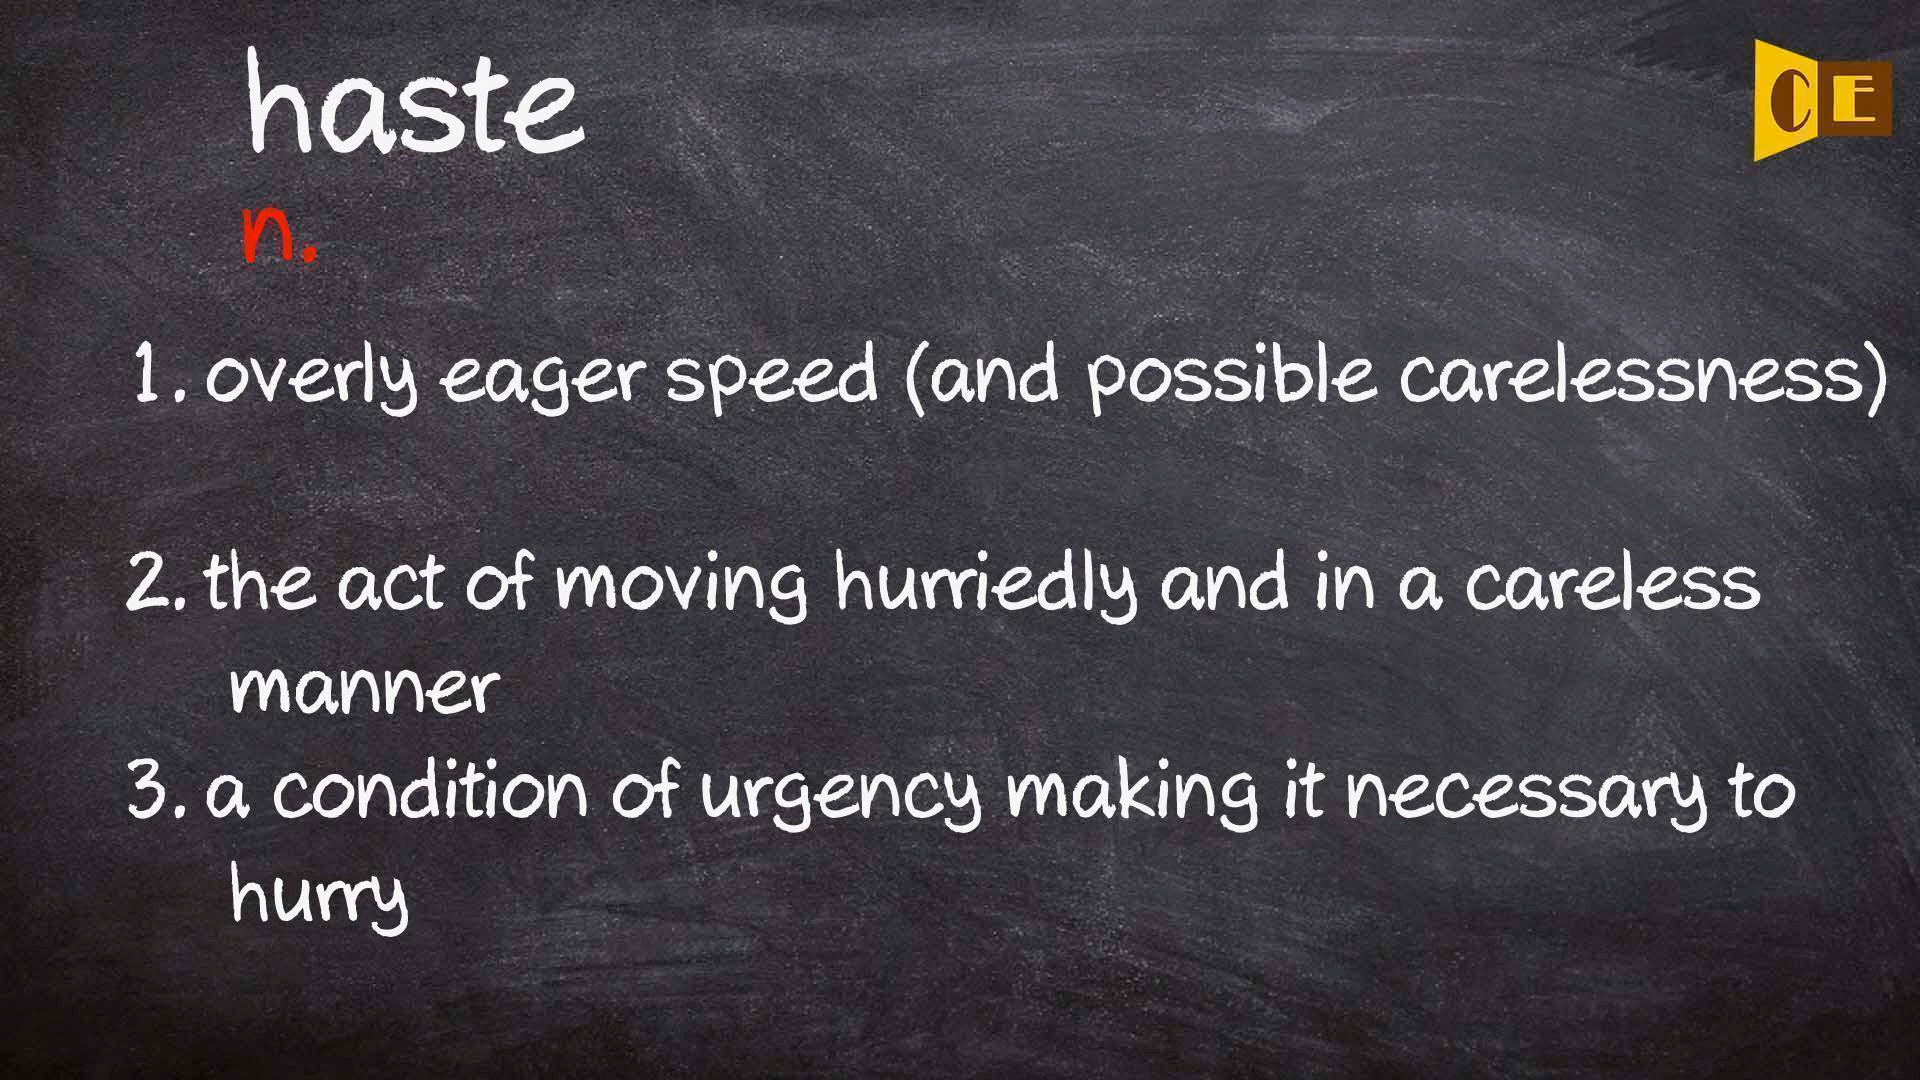 haste
CE
n.
1. overly eager speed (and possible carelessness)
2. the act of moving hurriedly and in a careless
manner
3. a condition of urgency making it necessary to
hurry